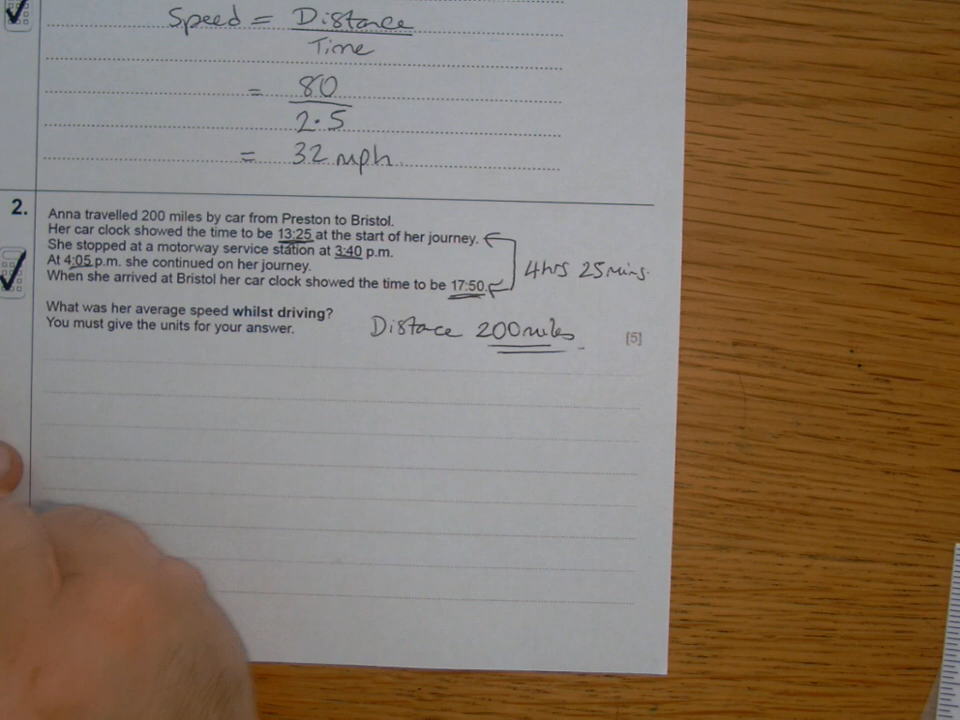 Speed = Distance
Time
= 80
2.5
= 32 mph.
2.
Anna travelled 200 miles by car from Preston to Bristol.
Her car clock showed the time to be 13:25 at the start of her journey.
She stopped at a motorway service station at 3:40 p.m.
At 4:05 p.m. she continued on her journey.
When she arrived at Bristol her car clock showed the time to be 17:50.
4hrs 25mins.
What was her average speed whilst driving?
You must give the units for your answer.
Distace 200miles
[5]